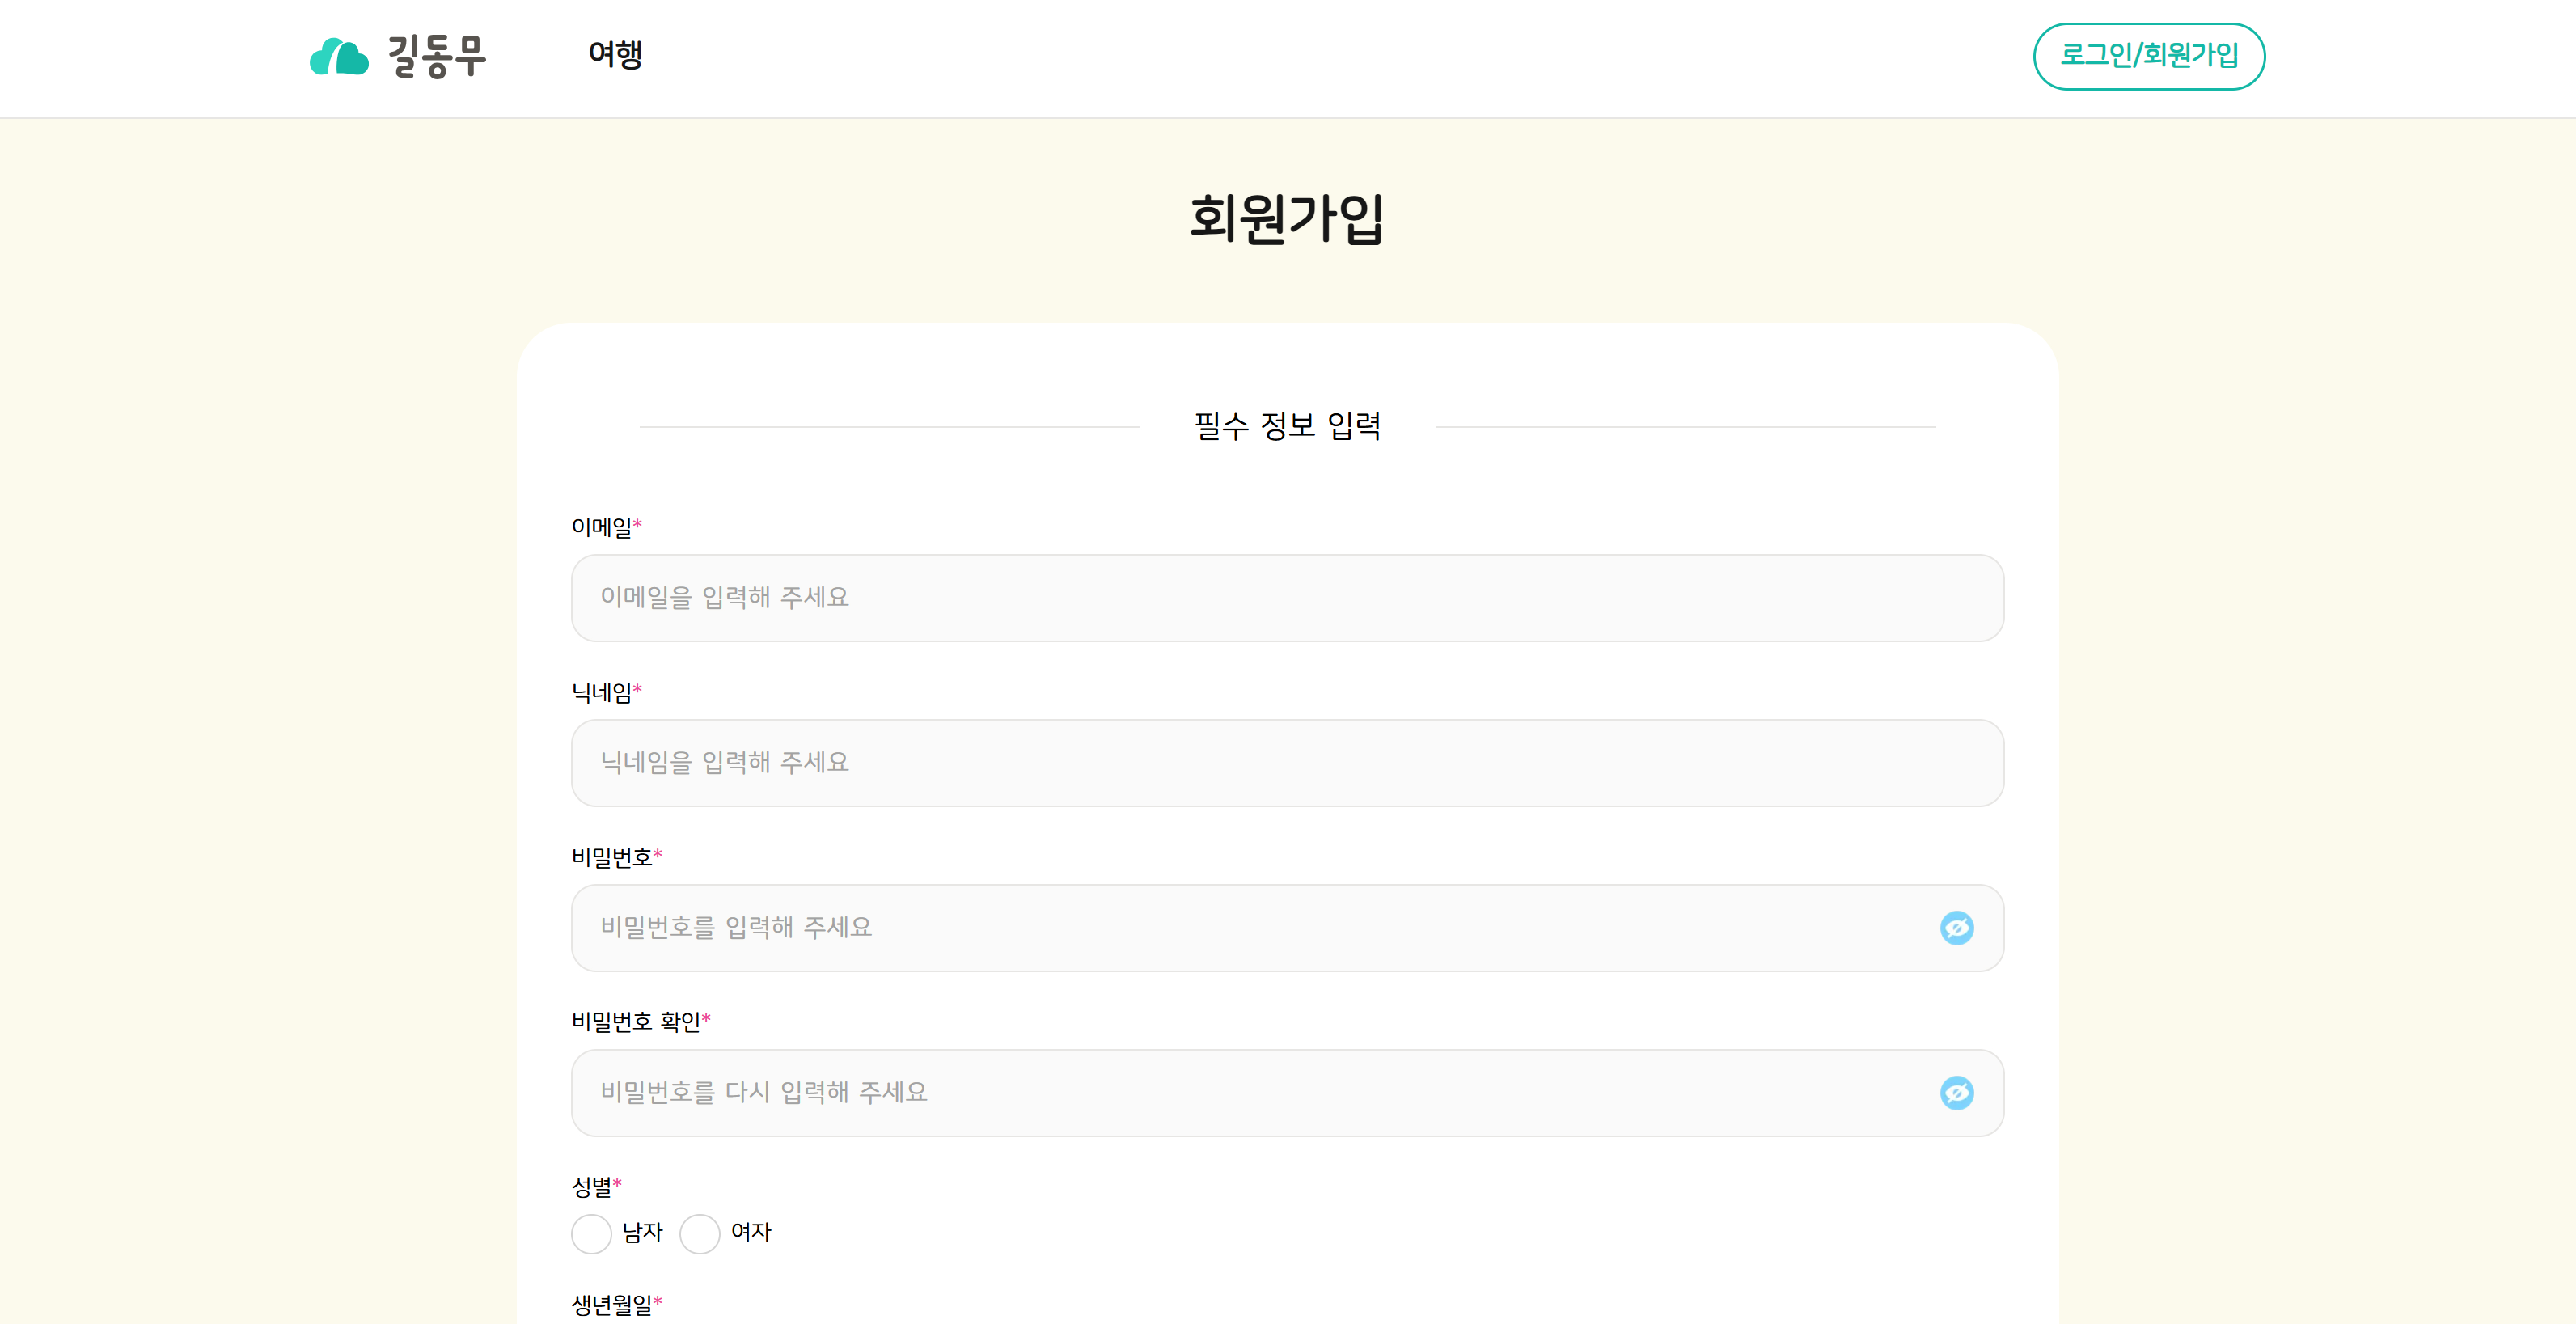 길동무 여행 로그인/회원가입
회원가입
필수 정보 입력
이메일*
이메일을 입력해 주세요
닉네임*
닉네임을 입력해 주세요
비밀번호*
비밀번호를 입력해 주세요
비밀번호 확인*
비밀번호를 다시 입력해 주세요
성별*
남자 여자
생년월일*